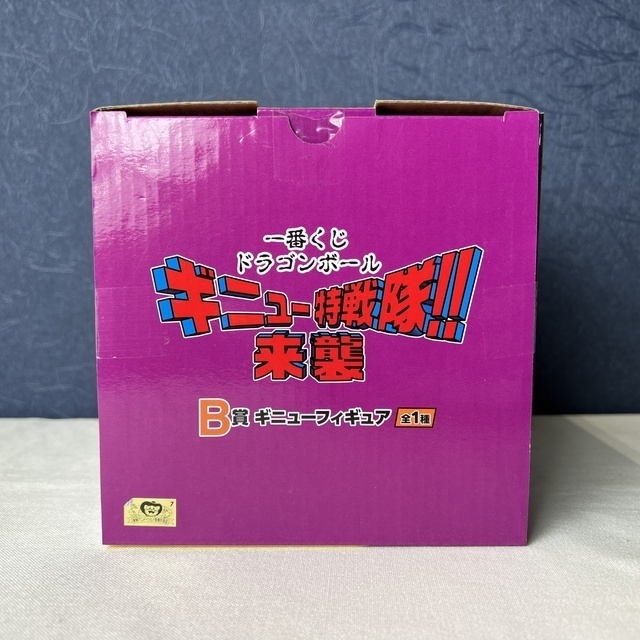 一番くじ
ドラゴンボール
ギニュー特戦隊!!
来襲
B賞 ギニューフィギュア 全1種
7